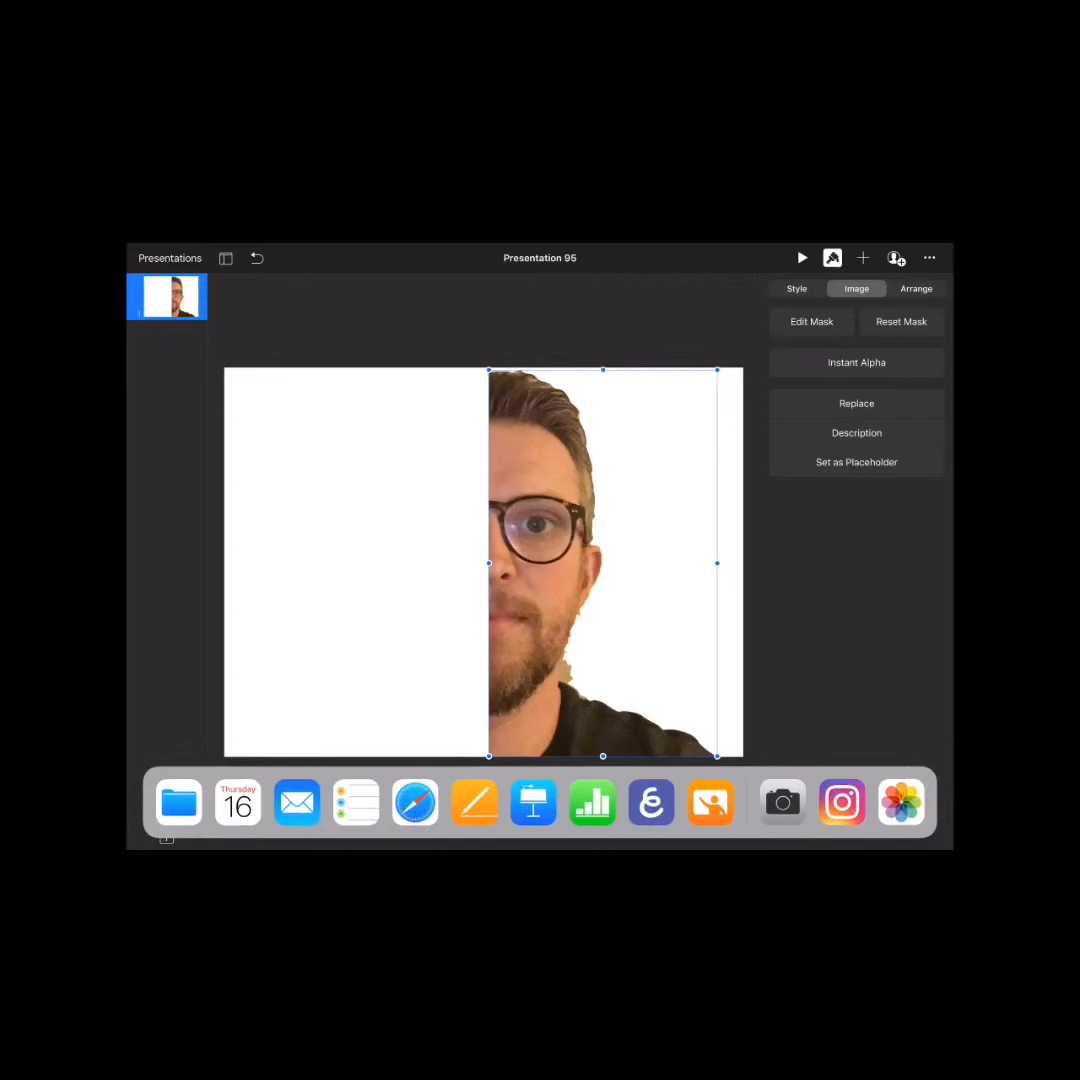 Presentations
Presentation 95
Style
Image
Arrange
Edit Mask
Reset Mask
Instant Alpha
Replace
Description
Set as Placeholder
1
Thursday
16